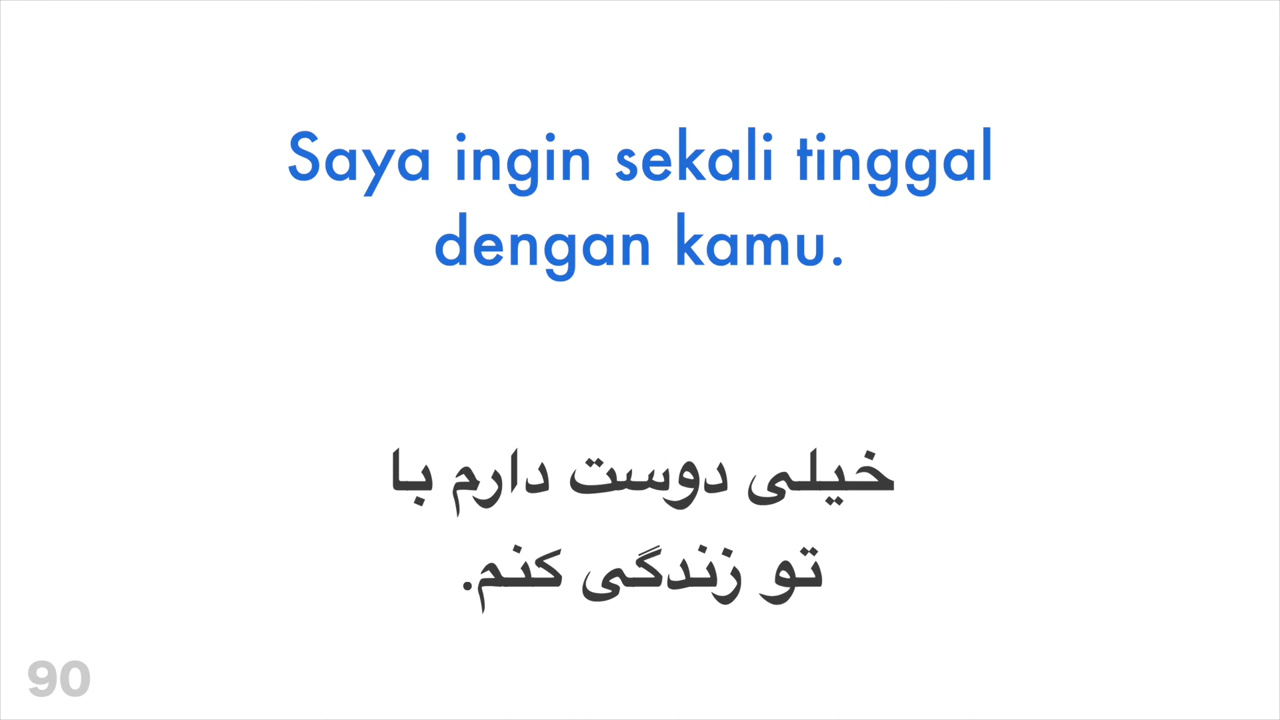 Saya ingin sekali tinggal
dengan kamu.
خیلی دوست دارم با
تو زندگی کنم.
90